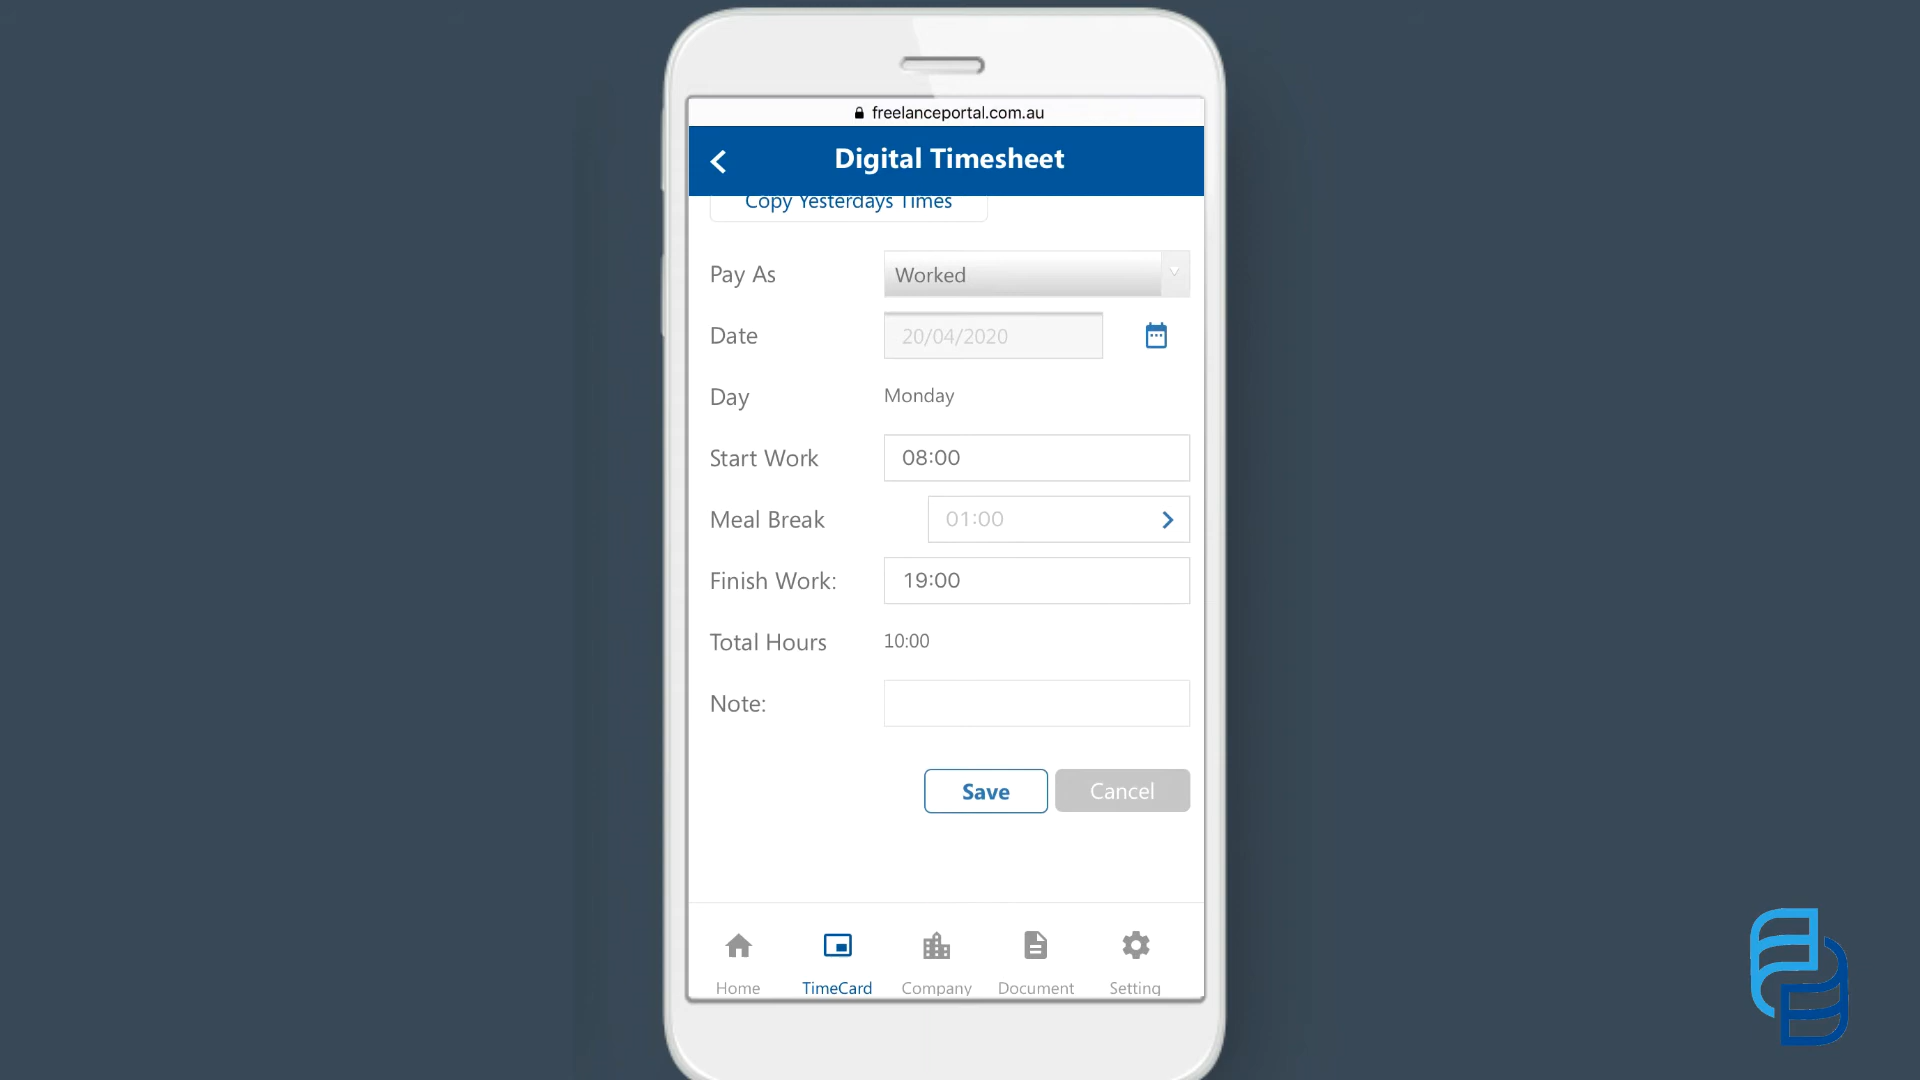 freelanceportal.com.au
Digital Timesheet
Copy Yesterdays Times
Pay As
Worked
Date
20/04/2020
Day
Monday
Start Work
08:00
Meal Break
01:00
Finish Work:
19:00
Total Hours
10:00
Note:
Save
Cancel
Home
TimeCard
Company
Document
Setting